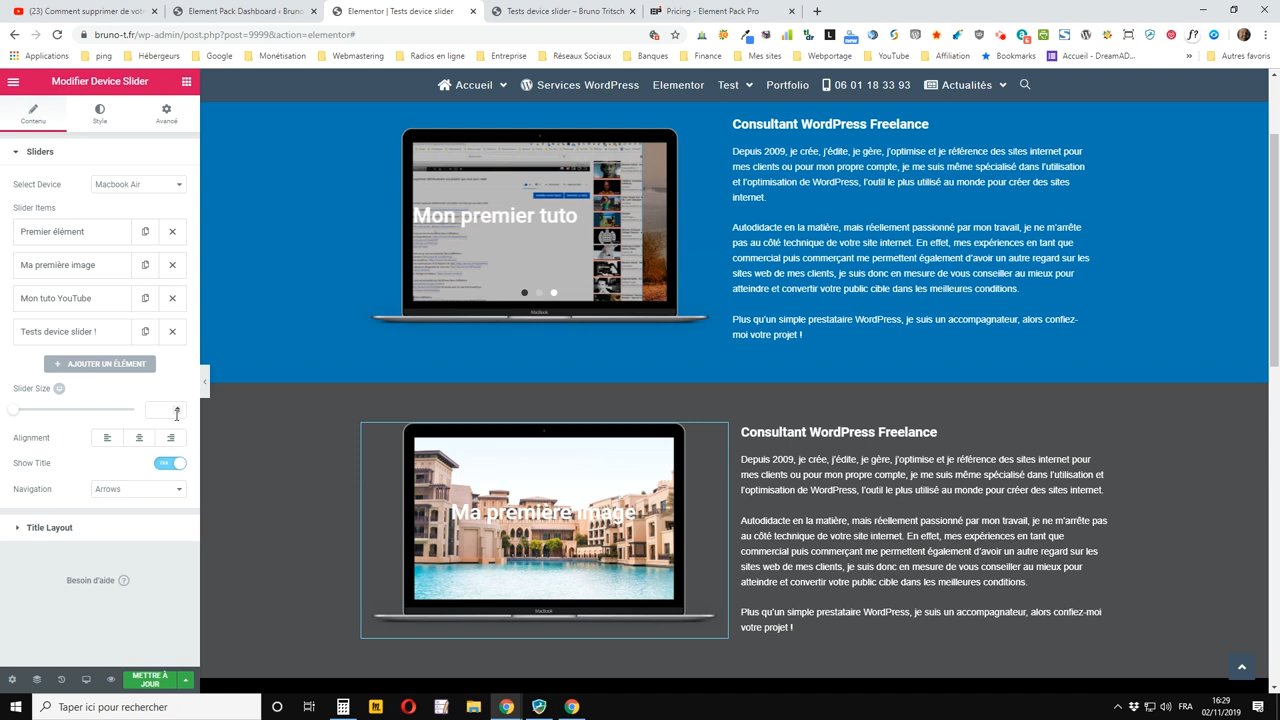 (23) Comment créer des sites int
Element Pack Dashboard ‹ Brun
Elementor | Tests device slider
Tests device slider – Bruno Tritsch
Pricing - Element Pack Pro
bruno-t.fr/wp-admin/post.php?post=9999&action=elementor#
Applications
ping
Hébergeurs
Google
Monétisation
Webmastering
Radios en ligne
Entreprise
Réseaux Sociaux
Banques
Finance
Mes sites
Webportage
YouTube
Affiliation
Bookmarks
Accueil - DreamAD...
Autres favoris
Modifier Device Slider
Contenu
Style
Avancé
Sliders
Select Device
Macbook Air
Slider Items
Premier élément
Ma première image
Mon tuto YouTube
Tests device slider !
AJOUTER UN ÉLÉMENT
Slider Size
Alignment
Show Title
Navigation
Arrows
Title Layout
Besoin d'aide ?
METTRE À JOUR
Accueil
Services WordPress
Elementor
Test
Portfolio
06 01 18 33 93
Actualités
Mon premier tuto
MacBook
Consultant WordPress Freelance
Depuis 2009, je crée, j'édite, je gère, j'optimise et je référence des sites internet pour
mes clients ou pour mon propre compte, je me suis même spécialisé dans l'utilisation
et l'optimisation de WordPress, l'outil le plus utilisé au monde pour créer des sites
internet.
Autodidacte en la matière, mais réellement passionné par mon travail, je ne m'arrête
pas au côté technique de votre site internet. En effet, mes expériences en tant que
commercial puis commerçant me permettent également d'avoir un autre regard sur les
sites web de mes clients, je suis donc en mesure de vous conseiller au mieux pour
atteindre et convertir votre public cible dans les meilleures conditions.
Plus qu'un simple prestataire WordPress, je suis un accompagnateur, alors confiez-
moi votre projet !
Ma première image
MacBook
Consultant WordPress Freelance
Depuis 2009, je crée, j'édite, je gère, j'optimise et je référence des sites internet pour
mes clients ou pour mon propre compte, je me suis même spécialisé dans l'utilisation et
l'optimisation de WordPress, l'outil le plus utilisé au monde pour créer des sites internet.
Autodidacte en la matière, mais réellement passionné par mon travail, je ne m'arrête pas
au côté technique de votre site internet. En effet, mes expériences en tant que
commercial puis commerçant me permettent également d'avoir un autre regard sur les
sites web de mes clients, je suis donc en mesure de vous conseiller au mieux pour
atteindre et convertir votre public cible dans les meilleures conditions.
Plus qu'un simple prestataire WordPress, je suis un accompagnateur, alors confiez-moi
votre projet !
Taper ici pour rechercher
FRA
16:29
02/11/2019